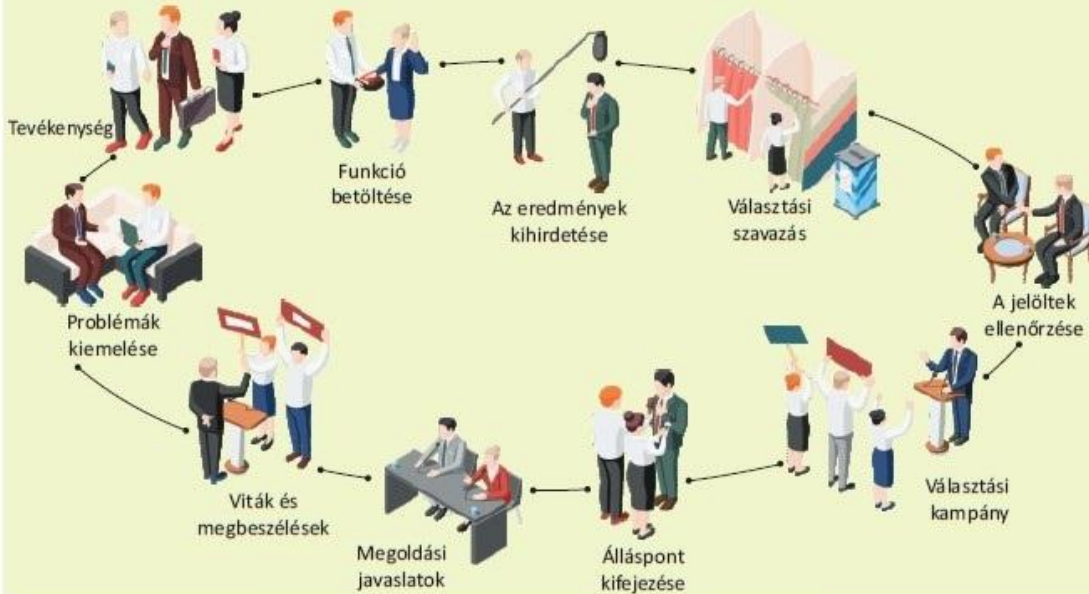 Tevékenység
Funkció
betöltése
Az eredmények
kihirdetése
Választási
szavazás
A jelöltek
ellenőrzése
Problémák
kiemelése
Viták és
megbeszélések
Megoldási
javaslatok
Álláspont
kifejezése
Választási
kampány